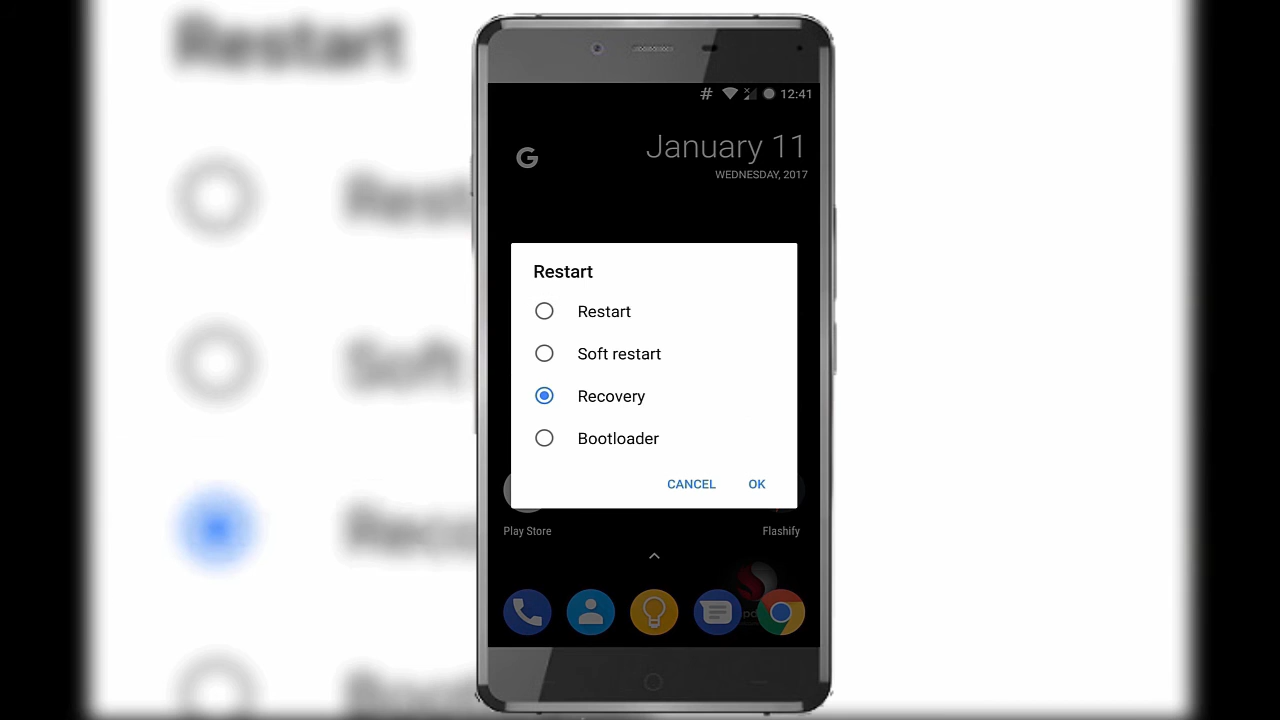 Restart
# 12:41
G
January 11
WEDNESDAY, 2017
Restart
Restart
Soft restart
Recovery
Bootloader
CANCEL OK
Play Store Flashify